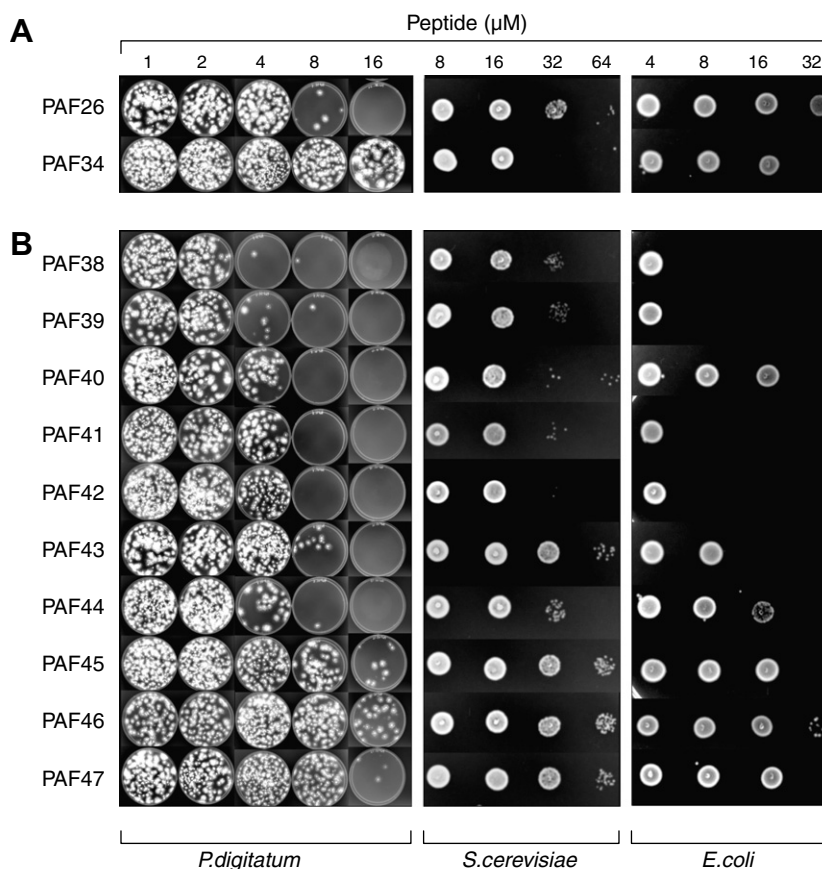 A
Peptide (µM)
1 2 4 8 16 8 16 32 64 4 8 16 32
PAF26
PAF34
B
PAF38
PAF39
PAF40
PAF41
PAF42
PAF43
PAF44
PAF45
PAF46
PAF47
P.digitatum S.cerevisiae E.coli